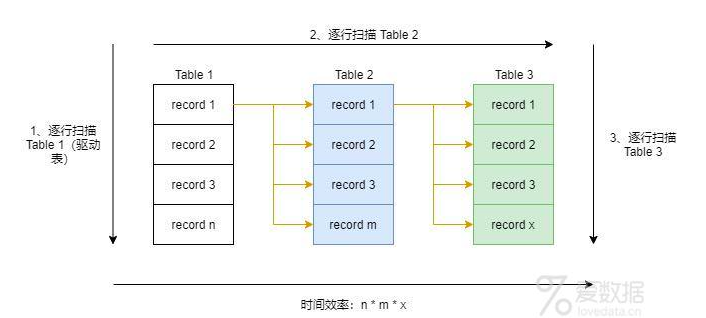 2、逐行扫描 Table 2
Table 1
Table 2
Table 3
1、逐行扫描
Table 1（驱动
表）
record 1
record 1
record 1
record 2
record 2
record 2
3、逐行扫描
Table 3
record 3
record 3
record 3
record n
record m
record x
时间效率：n * m * x
爱数据
lovedata.cn